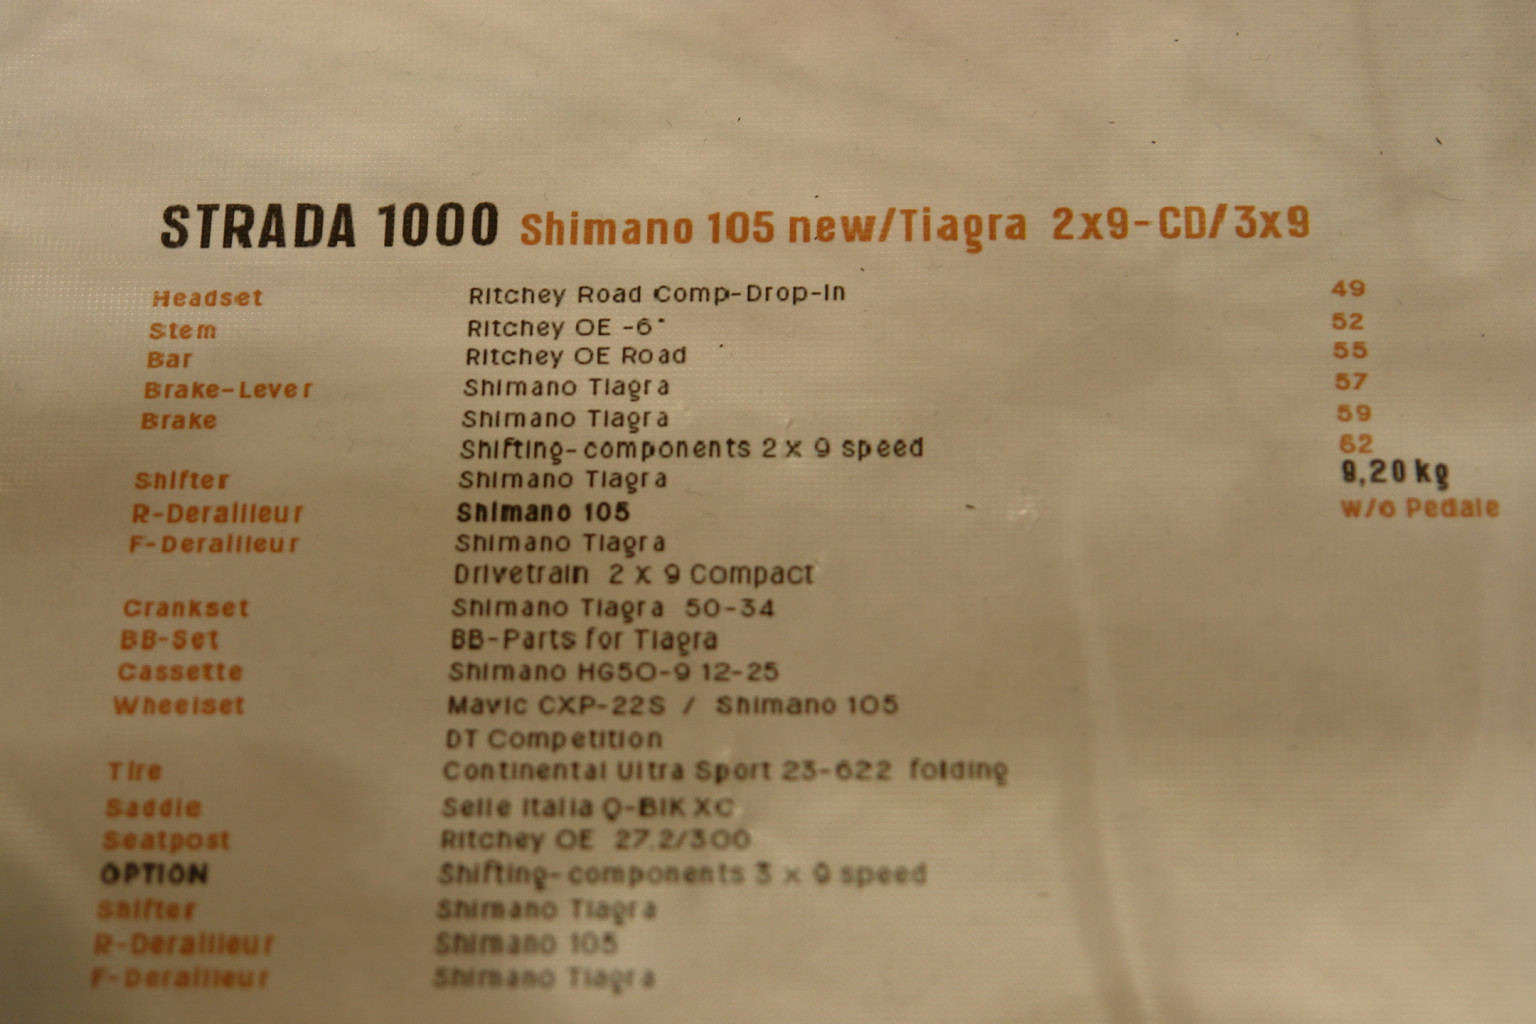 STRADA 1000 Shimano 105 new/Tiagra 2x9-CD/3x9
Headset Ritchey Road Comp-Drop-In 49
Stem Ritchey OE -6° 52
Bar Ritchey OE Road 55
Brake-Lever Shimano Tiagra 57
Brake Shimano Tiagra 59
Shifting-components 2 x 9 speed 62
Shifter Shimano Tiagra 9,20 kg
R-Derailleur Shimano 105 w/o Pedale
F-Derailleur Shimano Tiagra
Drivetrain 2 x 9 Compact
Crankset Shimano Tiagra 50-34
BB-Set BB-Parts for Tiagra
Cassette Shimano HG50-9 12-25
Wheelset Mavic CXP-22S / Shimano 105
DT Competition
Tire Continental Ultra Sport 23-622 folding
Saddle Selle Italia Q-BIK XC
Seatpost Ritchey OE 27.2/300
OPTION Shifting-components 3 x 9 speed
Shifter Shimano Tiagra
R-Derailleur Shimano 105
F-Derailleur Shimano Tiagra